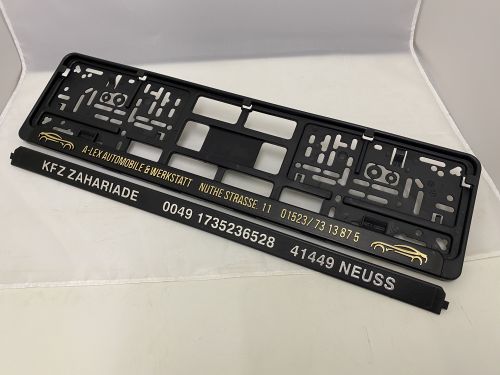 A-LEX AUTOMOBILE & WERKSTATT NUTHE STRASSE 11 01523/ 73 13 87 5
KFZ ZAHARIADE 0049 1735236528 41449 NEUSS